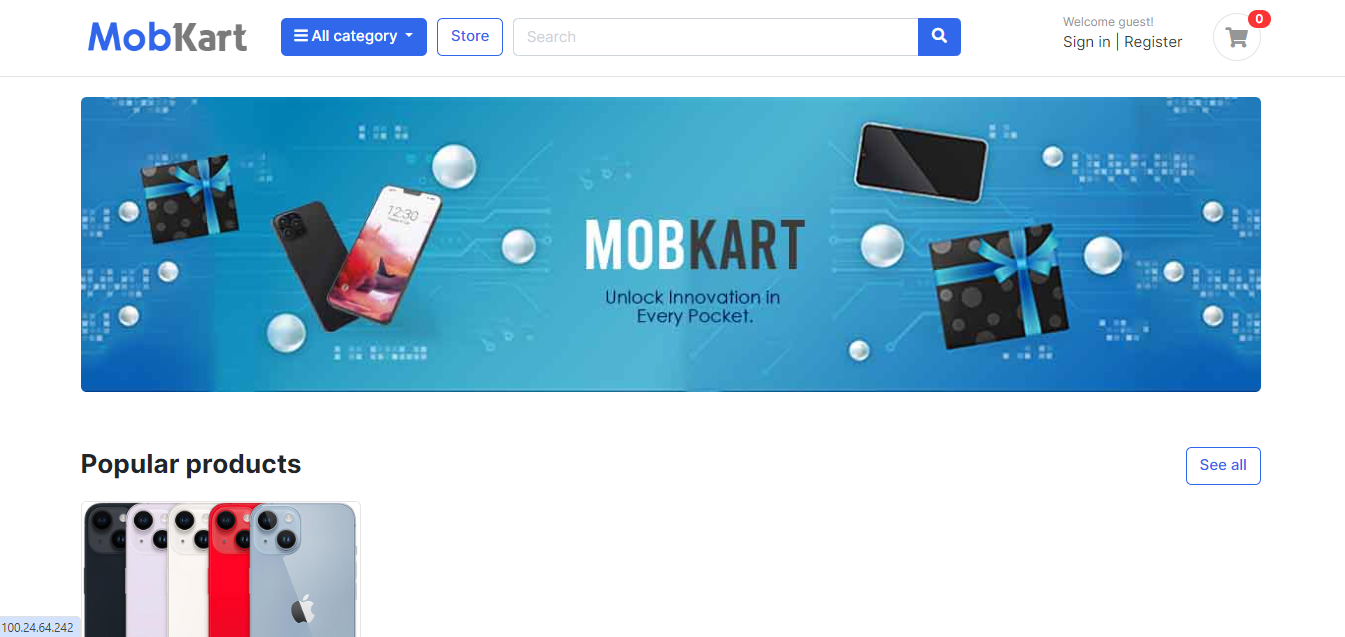 MobKart
All category
Store
Search
Welcome guest!
Sign in | Register
0
12:30
MOBKART
Unlock Innovation in
Every Pocket.
Popular products
See all
100.24.64.242